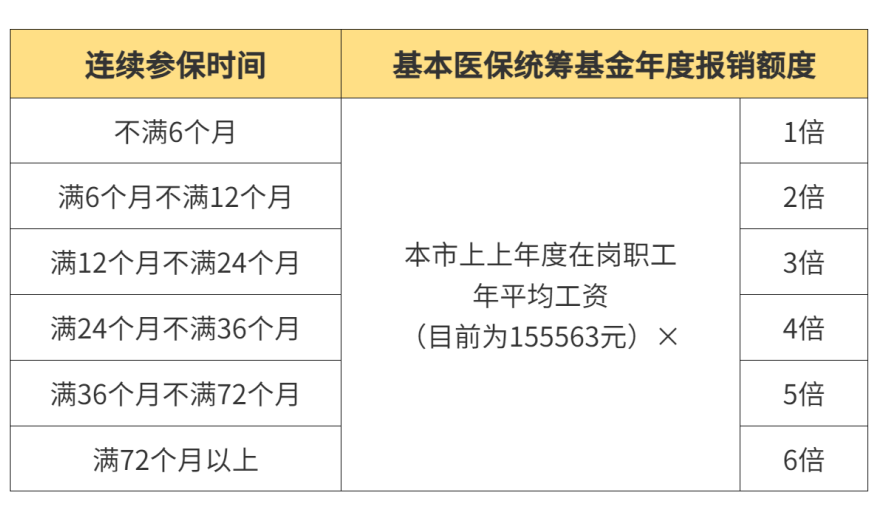 连续参保时间 基本医保统筹基金年度报销额度
不满6个月 1倍
满6个月不满12个月 2倍
本市上上年度在岗职工
满12个月不满24个月 3倍
年平均工资
满24个月不满36个月 4倍
（目前为155563元）×
满36个月不满72个月 5倍
满72个月以上 6倍